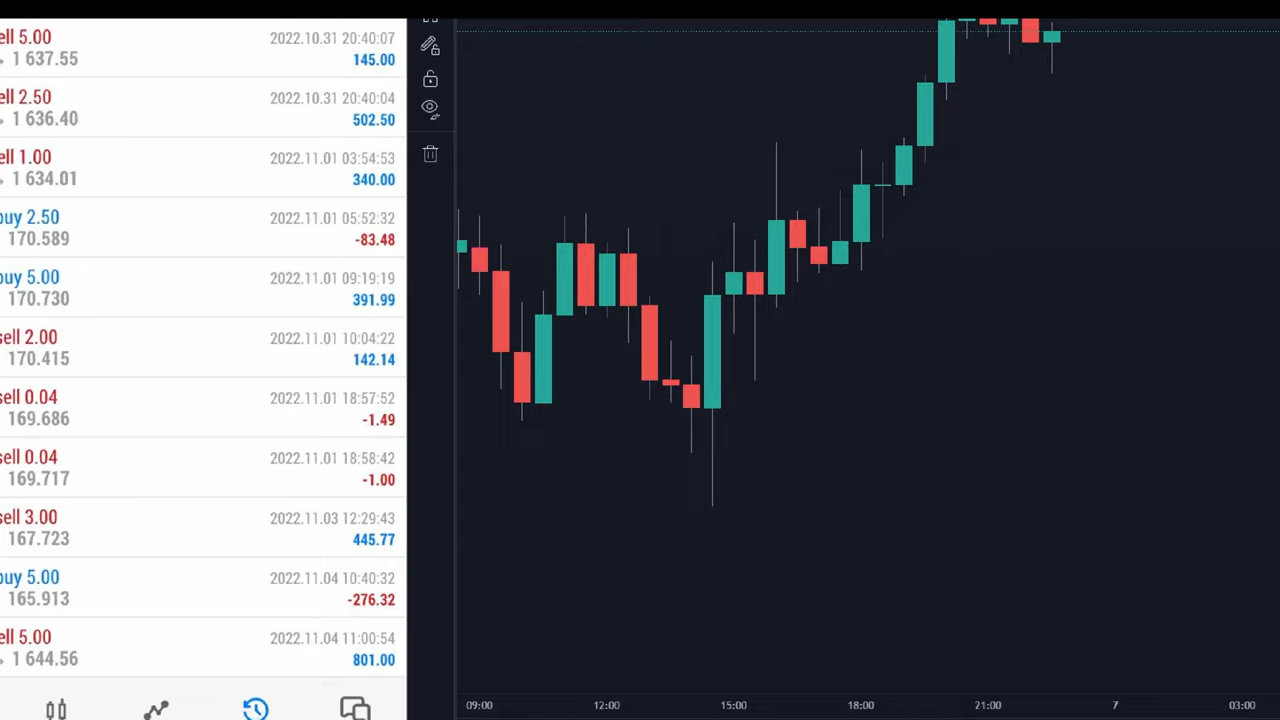 ell 5.00 2022.10.31 20:40:07
1 637.55 145.00
ell 2.50 2022.10.31 20:40:04
1 636.40 502.50
ell 1.00 2022.11.01 03:54:53
1 634.01 340.00
buy 2.50 2022.11.01 05:52:32
170.589 -83.48
buy 5.00 2022.11.01 09:19:19
170.730 391.99
sell 2.00 2022.11.01 10:04:22
170.415 142.14
sell 0.04 2022.11.01 18:57:52
169.686 -1.49
sell 0.04 2022.11.01 18:58:42
169.717 -1.00
sell 3.00 2022.11.03 12:29:43
167.723 445.77
buy 5.00 2022.11.04 10:40:32
165.913 -276.32
ell 5.00 2022.11.04 11:00:54
1 644.56 801.00
09:00 12:00 15:00 18:00 21:00 7 03:00